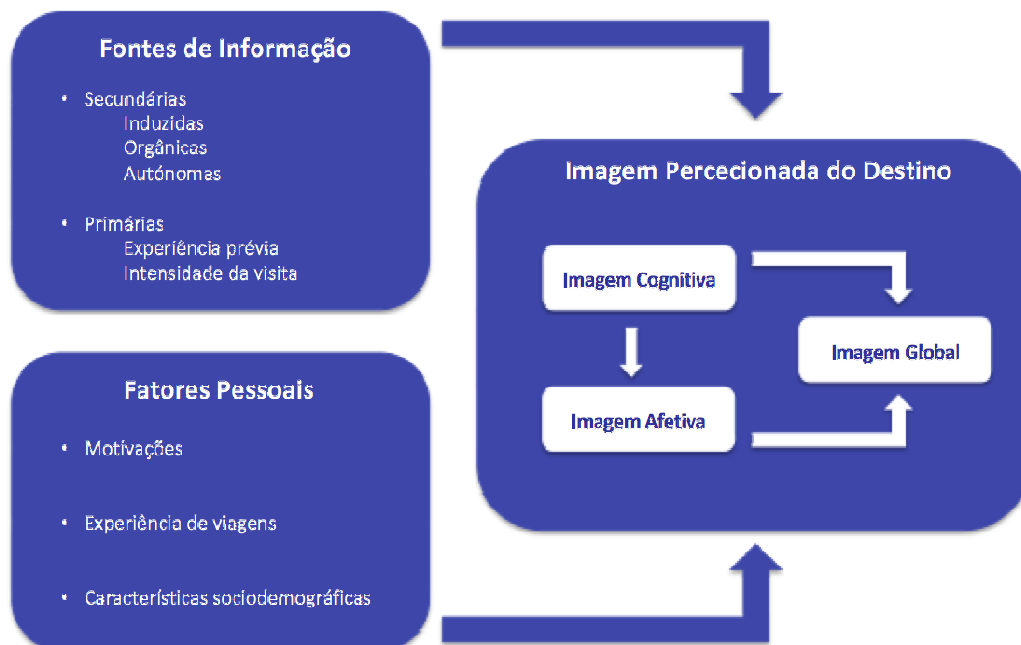 Fontes de Informação
• Secundárias
Induzidas
Orgânicas
Autónomas
• Primárias
Experiência prévia
Intensidade da visita
Fatores Pessoais
• Motivações
• Experiência de viagens
• Características sociodemográficas
Imagem Percecionada do Destino
Imagem Cognitiva
Imagem Afetiva
Imagem Global